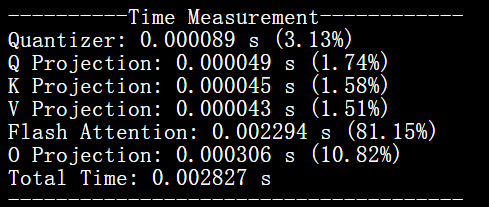 ----------Time Measurement------------
Quantizer: 0.000089 s (3.13%)
Q Projection: 0.000049 s (1.74%)
K Projection: 0.000045 s (1.58%)
V Projection: 0.000043 s (1.51%)
Flash Attention: 0.002294 s (81.15%)
O Projection: 0.000306 s (10.82%)
Total Time: 0.002827 s
--------------------------------------